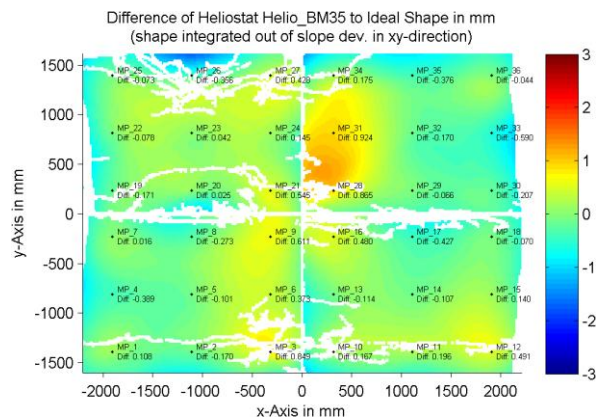 Difference of Heliostat Helio_BM35 to Ideal Shape in mm
(shape integrated out of slope dev. in xy-direction)
1500
1000
500
0
-500
-1000
-1500
y-Axis in mm
MP_25 MP_26 MP_27 MP_34 MP_35 MP_36
Diff. -0.073 Diff. -0.356 Diff. 0.428 Diff. 0.175 Diff. -0.376 Diff. -0.044
MP_22 MP_23 MP_24 MP_31 MP_32 MP_33
Diff. -0.078 Diff. 0.042 Diff. 0.145 Diff. 0.924 Diff. -0.170 Diff. -0.590
MP_19 MP_20 MP_21 MP_28 MP_29 MP_30
Diff. -0.171 Diff. 0.025 Diff. 0.545 Diff. 0.865 Diff. -0.066 Diff. -0.207
MP_7 MP_8 MP_9 MP_16 MP_17 MP_18
Diff. 0.016 Diff. -0.273 Diff. 0.611 Diff. 0.480 Diff. -0.427 Diff. -0.070
MP_4 MP_5 MP_6 MP_13 MP_14 MP_15
Diff. -0.389 Diff. -0.101 Diff. 0.373 Diff. -0.114 Diff. -0.107 Diff. 0.140
MP_1 MP_2 MP_3 MP_10 MP_11 MP_12
Diff. 0.108 Diff. -0.170 Diff. 0.649 Diff. 0.167 Diff. 0.196 Diff. 0.491
-2000 -1500 -1000 -500 0 500 1000 1500 2000
x-Axis in mm
3
2
1
0
-1
-2
-3